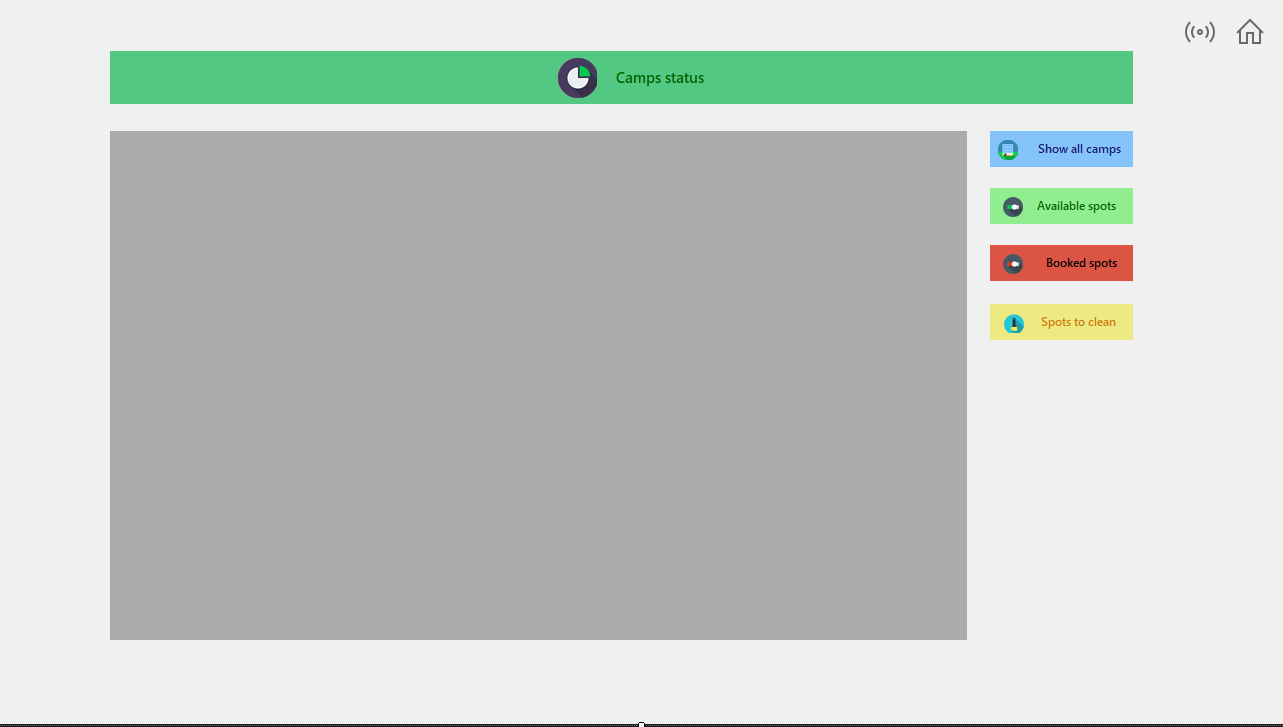 Camps status
Show all camps
Available spots
Booked spots
Spots to clean